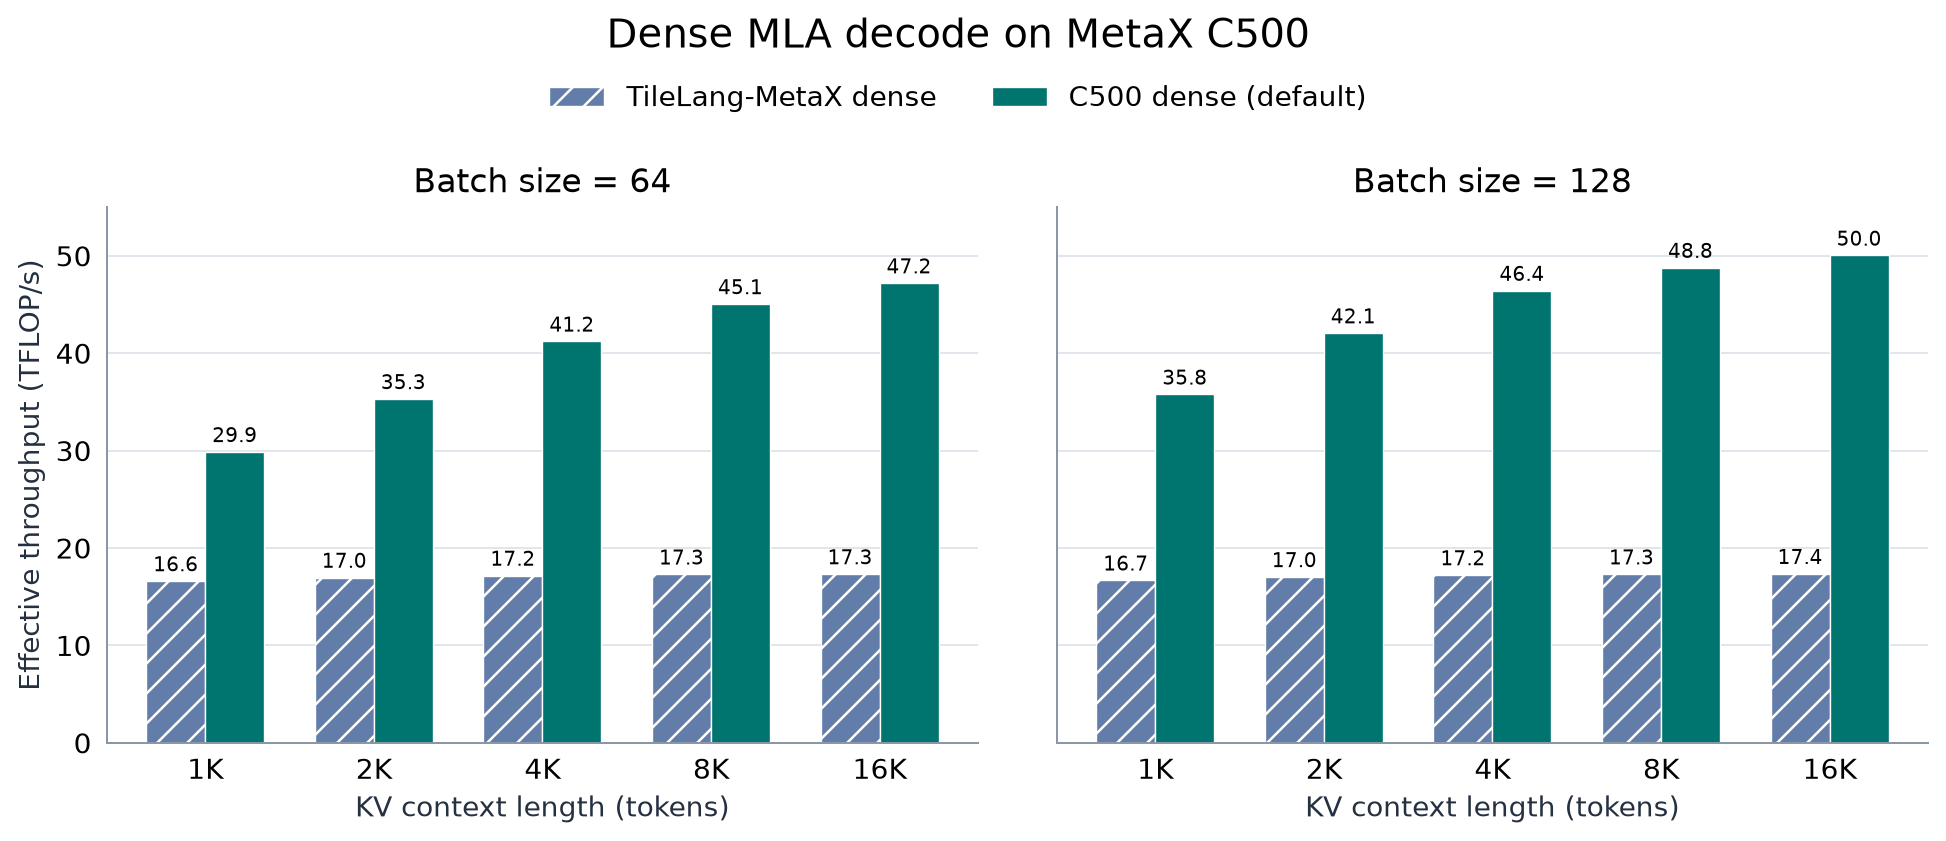 Dense MLA decode on MetaX C500
TileLang-MetaX dense
C500 dense (default)
Batch size = 64
Batch size = 128
Effective throughput (TFLOP/s)
50
40
30
20
10
0
16.6
29.9
17.0
35.3
17.2
41.2
17.3
45.1
17.3
47.2
16.7
35.8
17.0
42.1
17.2
46.4
17.3
48.8
17.4
50.0
1K 2K 4K 8K 16K
1K 2K 4K 8K 16K
KV context length (tokens)
KV context length (tokens)